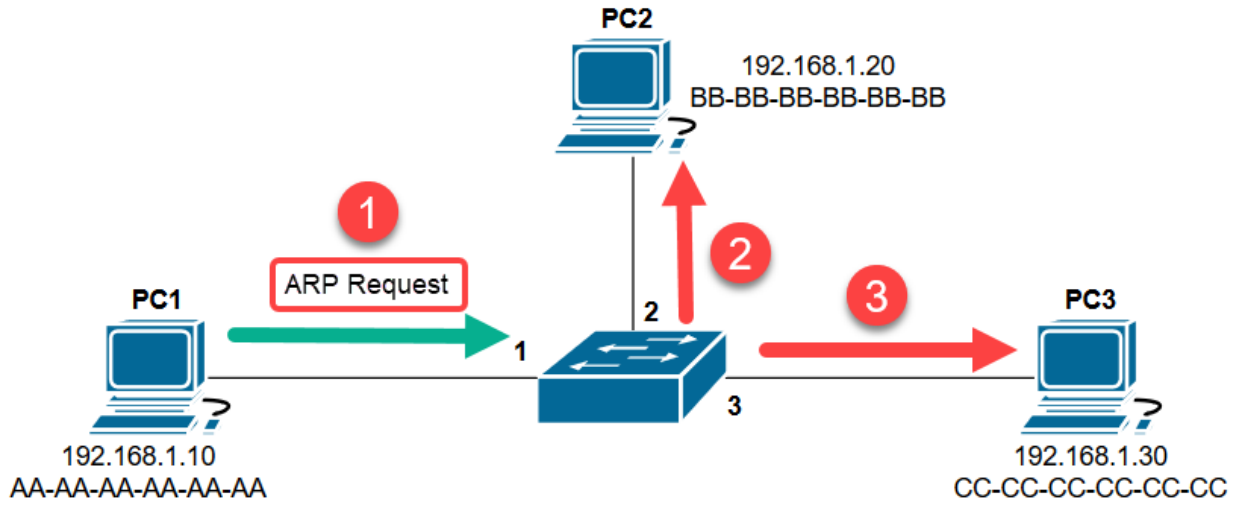 PC2
192.168.1.20
BB-BB-BB-BB-BB-BB
1
ARP Request
2
3
PC1
2
PC3
1
3
192.168.1.10
AA-AA-AA-AA-AA-AA
192.168.1.30
CC-CC-CC-CC-CC-CC